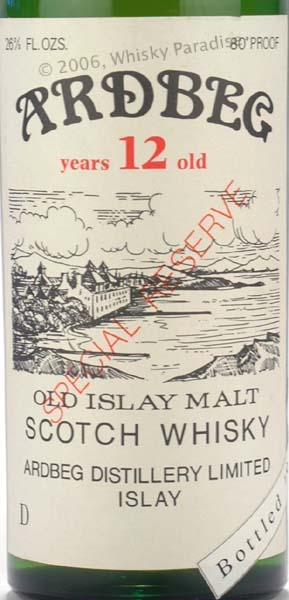 26⅔ FL.OZS. 80° PROOF
© 2006, Whisky Paradise
ARDBEG
years 12 old
SPECIAL RESERVE
OLD ISLAY MALT
SCOTCH WHISKY
ARDBEG DISTILLERY LIMITED
ISLAY
D
Bottled